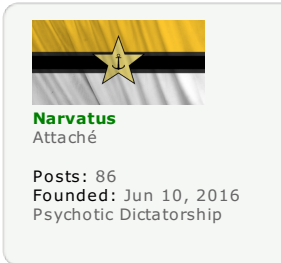 Narvatus
Attaché
Posts: 86
Founded: Jun 10, 2016
Psychotic Dictatorship